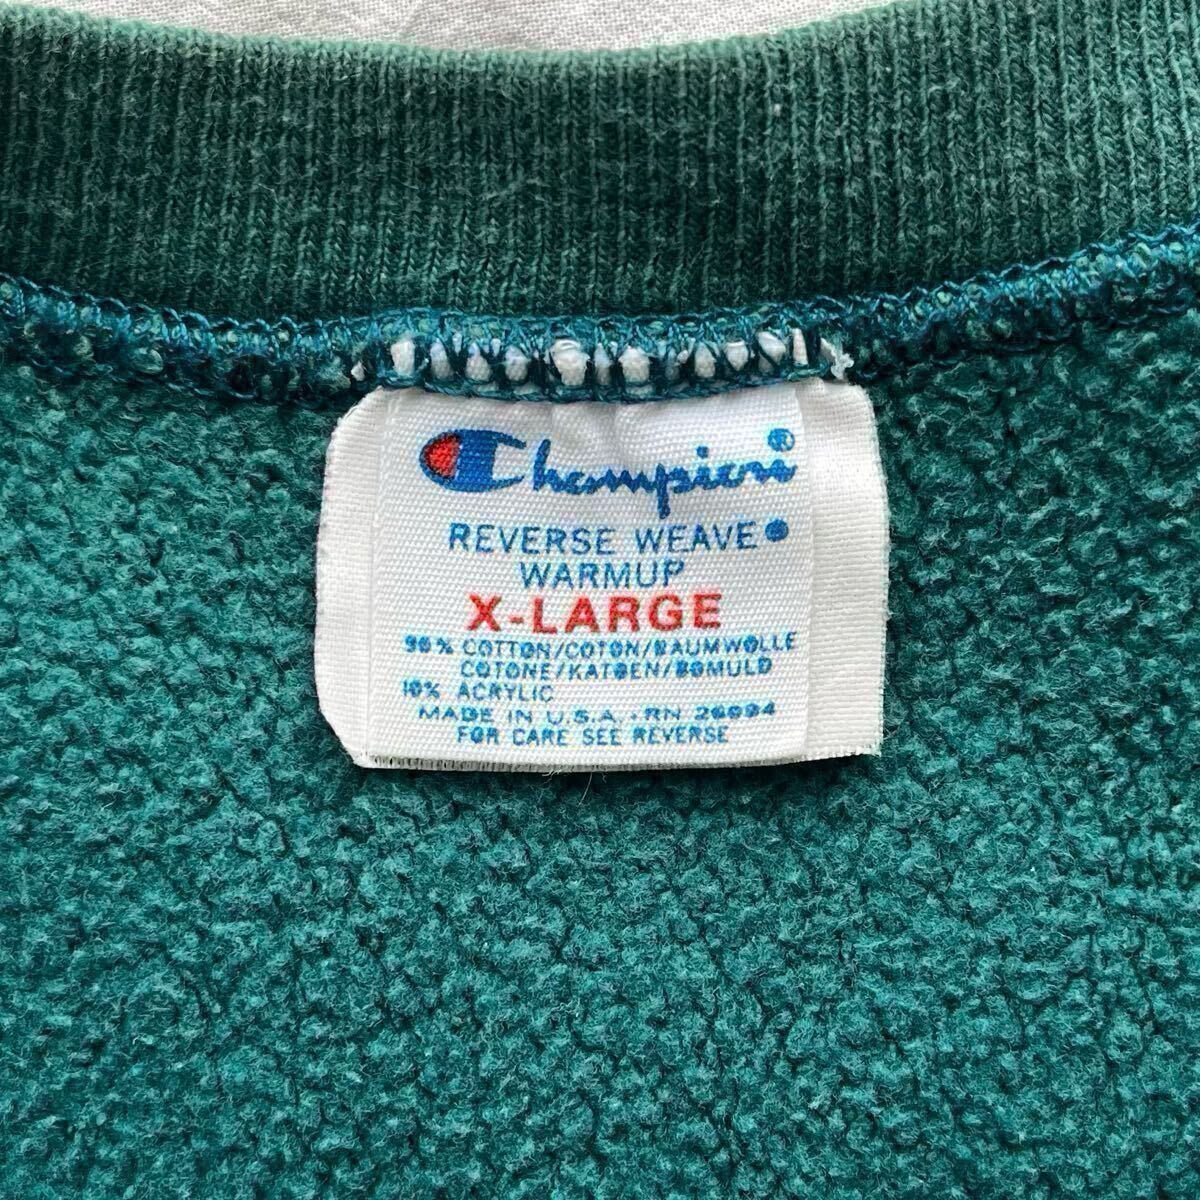 Champion®
REVERSE WEAVE®
WARMUP
X-LARGE
90% COTTON/COTON/BAUMWOLLE
COTONE/KATOEN/BOMULD
10% ACRYLIC
MADE IN U.S.A. · RN 26094
FOR CARE SEE REVERSE